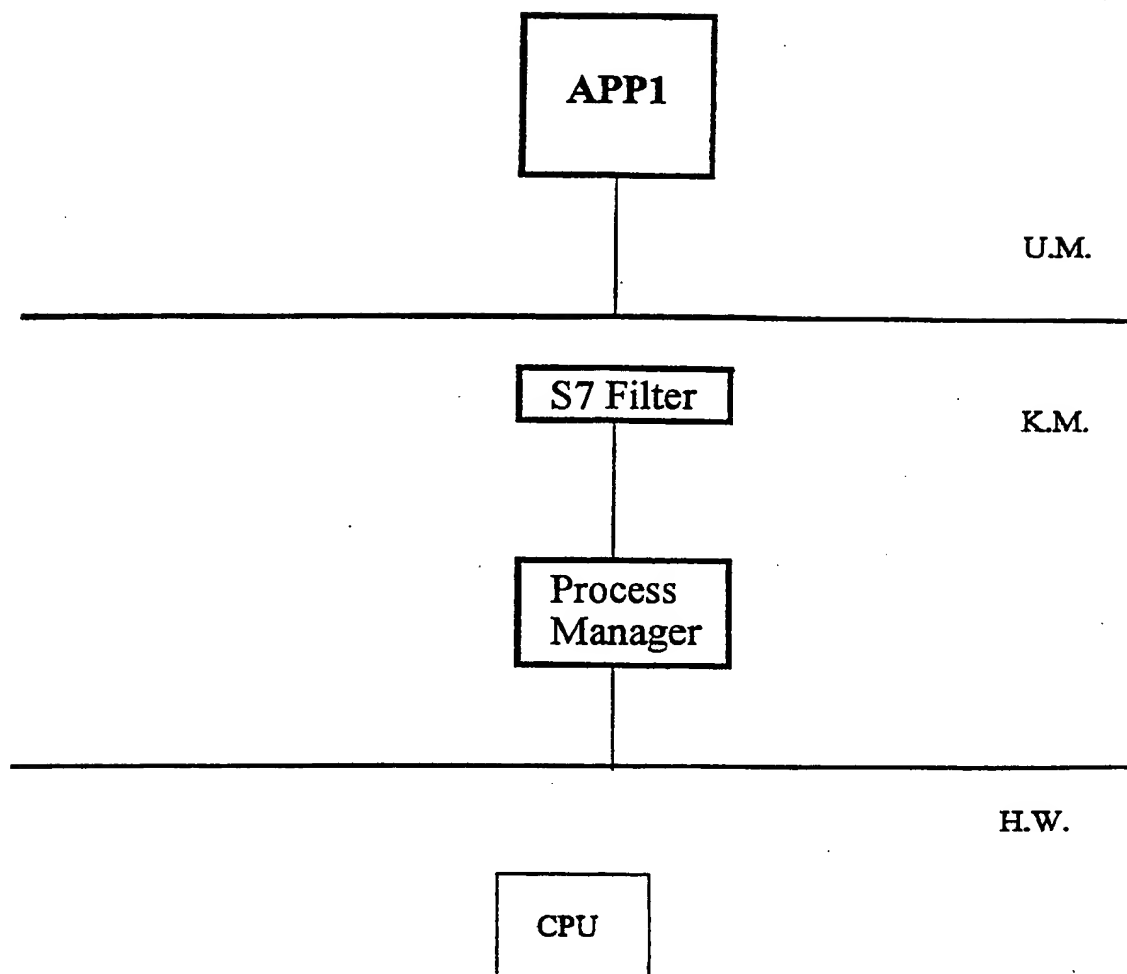 APP1
U.M.
S7 Filter
K.M.
Process
Manager
H.W.
CPU